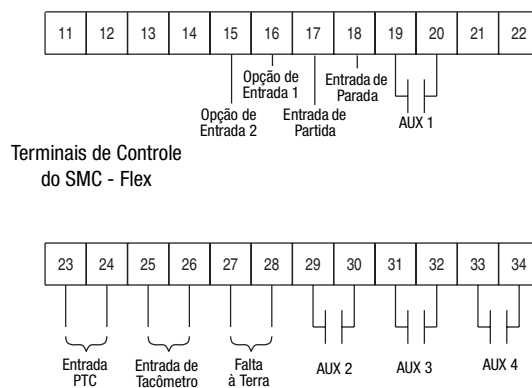 11 12 13 14 15 16 17 18 19 20 21 22
Opção de
Entrada 1
Entrada de
Parada
Opção de
Entrada 2
Entrada de
Partida
AUX 1
Terminais de Controle
do SMC - Flex
23 24 25 26 27 28 29 30 31 32 33 34
Entrada
PTC
Entrada de
Tacômetro
Falta
à Terra
AUX 2
AUX 3
AUX 4